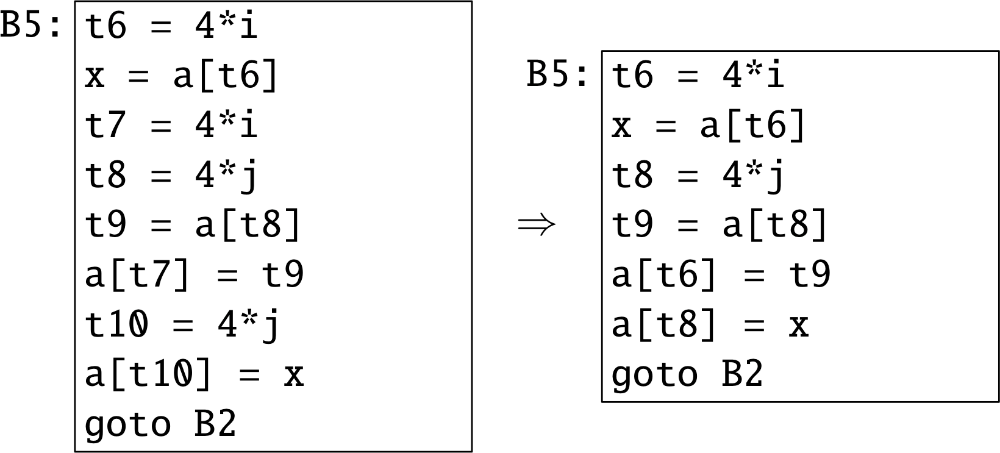 B5: t6 = 4*i
x = a[t6]
t7 = 4*i
t8 = 4*j
t9 = a[t8]
a[t7] = t9
t10 = 4*j
a[t10] = x
goto B2
⇒
B5: t6 = 4*i
x = a[t6]
t8 = 4*j
t9 = a[t8]
a[t6] = t9
a[t8] = x
goto B2